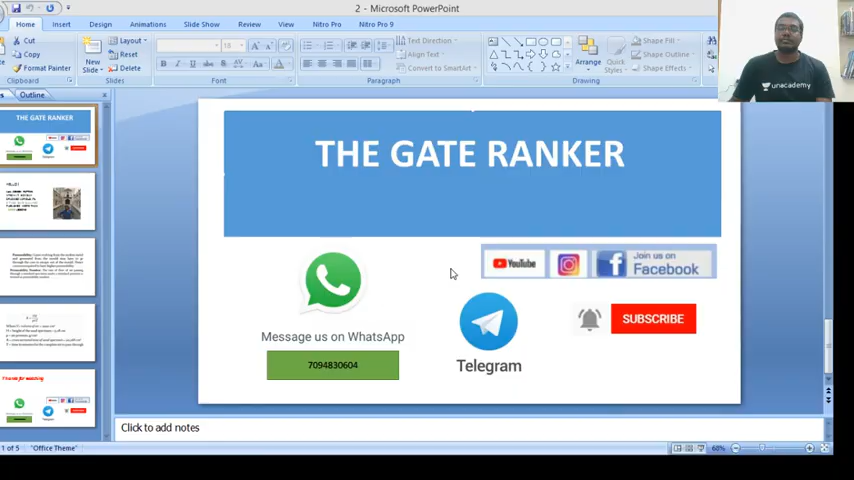 2 - Microsoft PowerPoint
Home Insert Design Animations Slide Show Review View Nitro Pro Nitro Pro 9
Cut
Copy
Format Painter
Clipboard
New Slide
Layout
Reset
Delete
Slides
18
Font
Paragraph
Text Direction
Align Text
Convert to SmartArt
Arrange
Quick Styles
Shape Fill
Shape Outline
Shape Effects
Drawing
unacademy
Outline
THE GATE RANKER
Thanks for watching
THE GATE RANKER
YouTube
Join us on
Facebook
Message us on WhatsApp
7094830604
Telegram
SUBSCRIBE
Click to add notes
1 of 5
"Office Theme"
68%